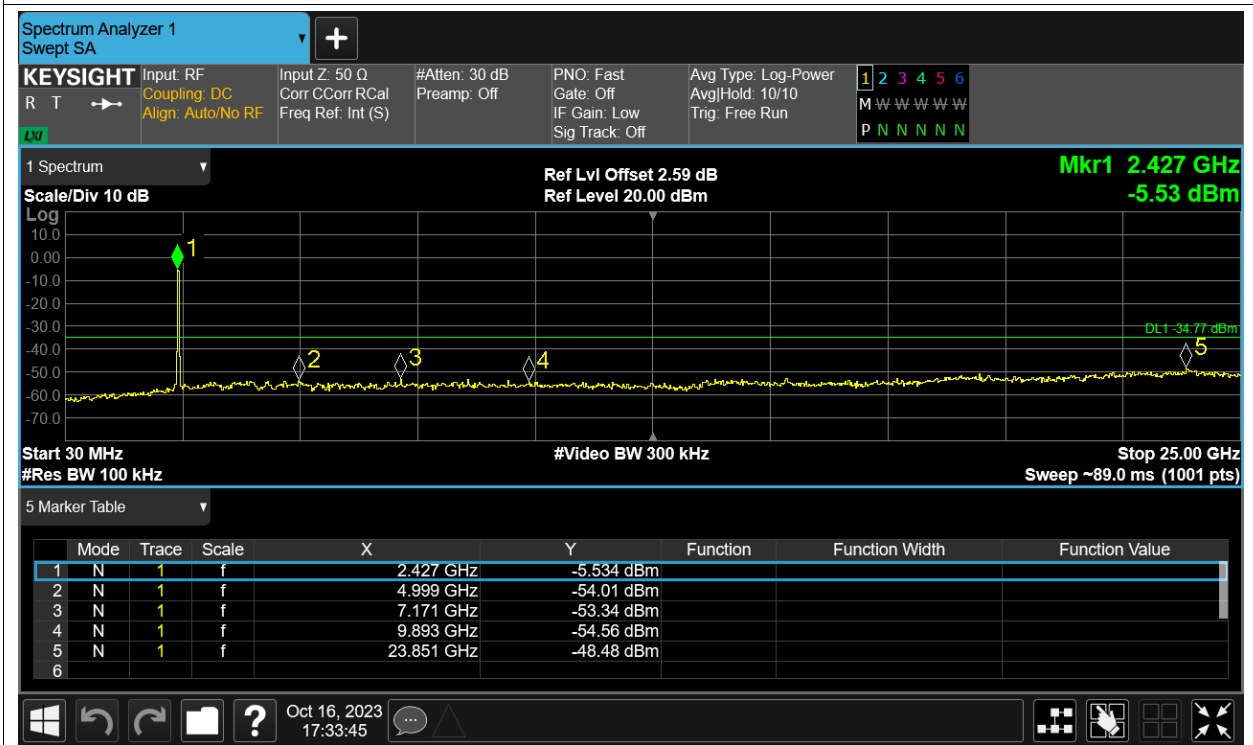 Spectrum Analyzer 1
Swept SA
+
KEYSIGHT
R T
LXI
Input: RF
Coupling: DC
Align: Auto/No RF
Input Z: 50 Ω
Corr CCorr RCal
Freq Ref: Int (S)
#Atten: 30 dB
Preamp: Off
PNO: Fast
Gate: Off
IF Gain: Low
Sig Track: Off
Avg Type: Log-Power
Avg|Hold: 10/10
Trig: Free Run
1 2 3 4 5 6
M W W W W W
P N N N N N
1 Spectrum
Scale/Div 10 dB
Ref Lvl Offset 2.59 dB
Ref Level 20.00 dBm
Mkr1 2.427 GHz
-5.53 dBm
Log
10.0
0.00
-10.0
-20.0
-30.0
-40.0
-50.0
-60.0
-70.0
1
2
3
4
5
DL1 -34.77 dBm
Start 30 MHz
#Video BW 300 kHz
Stop 25.00 GHz
#Res BW 100 kHz
Sweep ~89.0 ms (1001 pts)
5 Marker Table
Mode Trace Scale X Y Function Function Width Function Value
1 N 1 f 2.427 GHz -5.534 dBm
2 N 1 f 4.999 GHz -54.01 dBm
3 N 1 f 7.171 GHz -53.34 dBm
4 N 1 f 9.893 GHz -54.56 dBm
5 N 1 f 23.851 GHz -48.48 dBm
6
?
Oct 16, 2023
17:33:45